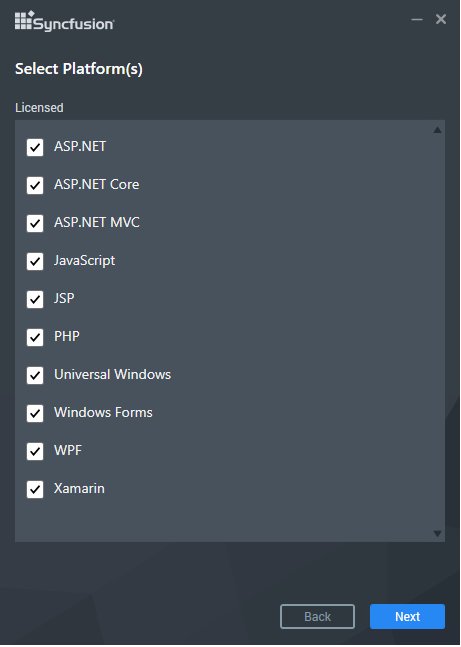 Syncfusion
Select Platform(s)
Licensed
ASP.NET
ASP.NET Core
ASP.NET MVC
JavaScript
JSP
PHP
Universal Windows
Windows Forms
WPF
Xamarin
Back
Next